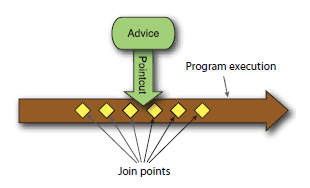 Advice
Pointcut
Program execution
Join points